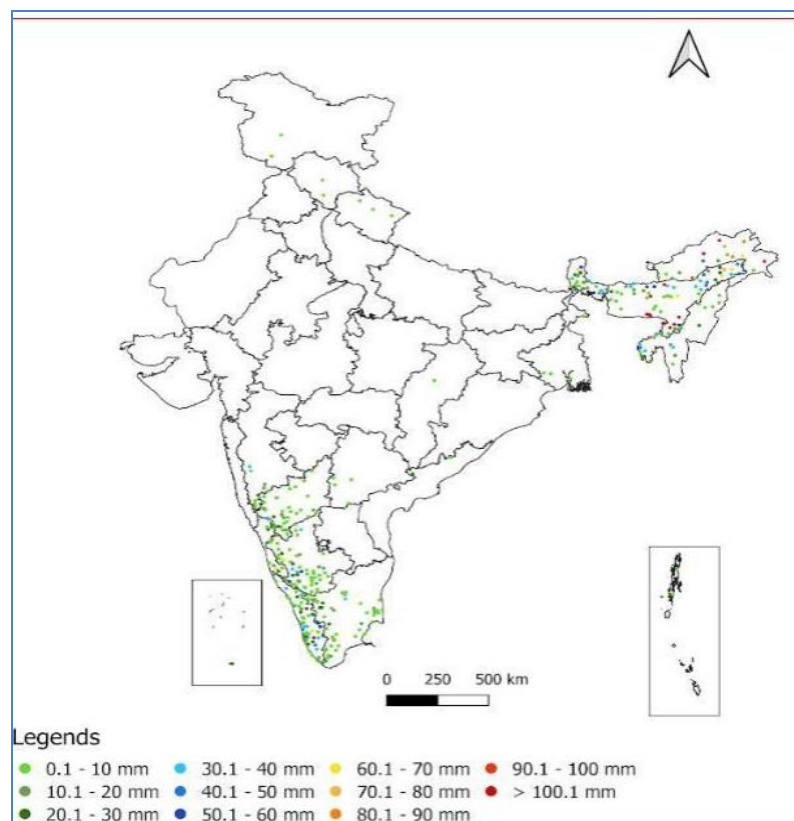 0 250 500 km
Legends
0.1 - 10 mm 30.1 - 40 mm 60.1 - 70 mm 90.1 - 100 mm
10.1 - 20 mm 40.1 - 50 mm 70.1 - 80 mm > 100.1 mm
20.1 - 30 mm 50.1 - 60 mm 80.1 - 90 mm